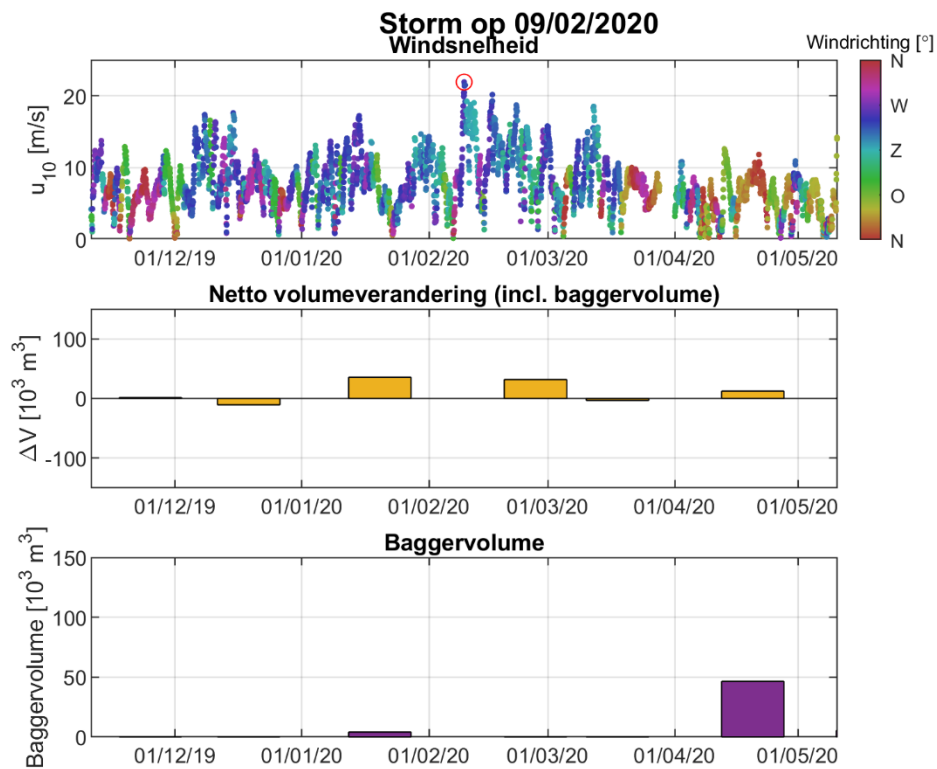 Storm op 09/02/2020
Windsnelheid
Windrichting [°]
u10 [m/s]
20
10
0
N
W
Z
O
N
01/12/19 01/01/20 01/02/20 01/03/20 01/04/20 01/05/20
Netto volumeverandering (incl. baggervolume)
ΔV [10³ m³]
100
0
-100
01/12/19 01/01/20 01/02/20 01/03/20 01/04/20 01/05/20
Baggervolume
Baggervolume [10³ m³]
150
100
50
0
01/12/19 01/01/20 01/02/20 01/03/20 01/04/20 01/05/20